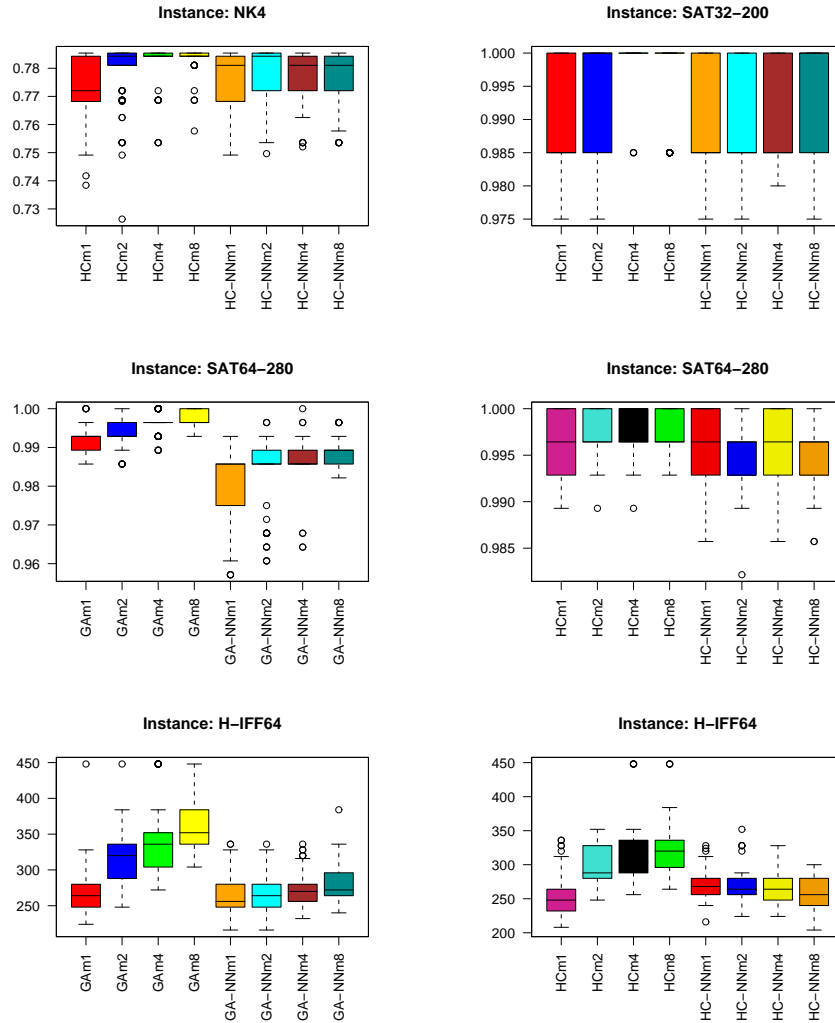 Instance: NK4
0.78
0.77
0.76
0.75
0.74
0.73
HCm1
HCm2
HCm4
HCm8
HC−NNm1
HC−NNm2
HC−NNm4
HC−NNm8
Instance: SAT32−200
1.000
0.995
0.990
0.985
0.980
0.975
HCm1
HCm2
HCm4
HCm8
HC−NNm1
HC−NNm2
HC−NNm4
HC−NNm8
Instance: SAT64−280
1.00
0.99
0.98
0.97
0.96
GAm1
GAm2
GAm4
GAm8
GA−NNm1
GA−NNm2
GA−NNm4
GA−NNm8
Instance: SAT64−280
1.000
0.995
0.990
0.985
HCm1
HCm2
HCm4
HCm8
HC−NNm1
HC−NNm2
HC−NNm4
HC−NNm8
Instance: H−IFF64
450
400
350
300
250
GAm1
GAm2
GAm4
GAm8
GA−NNm1
GA−NNm2
GA−NNm4
GA−NNm8
Instance: H−IFF64
450
400
350
300
250
200
HCm1
HCm2
HCm4
HCm8
HC−NNm1
HC−NNm2
HC−NNm4
HC−NNm8